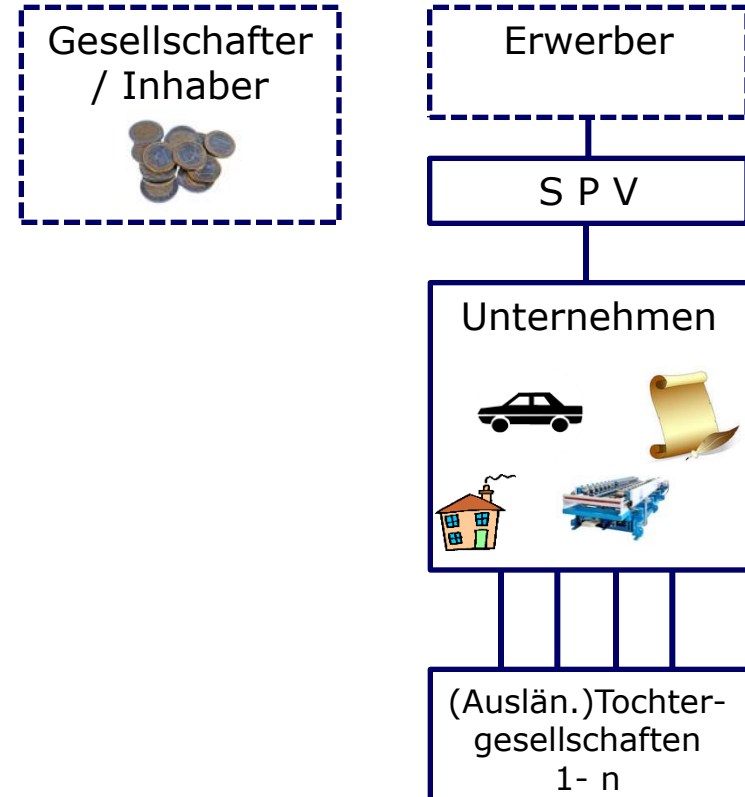 Gesellschafter
/ Inhaber
Erwerber
S P V
Unternehmen
(Auslän.)Tochter-
gesellschaften
1- n